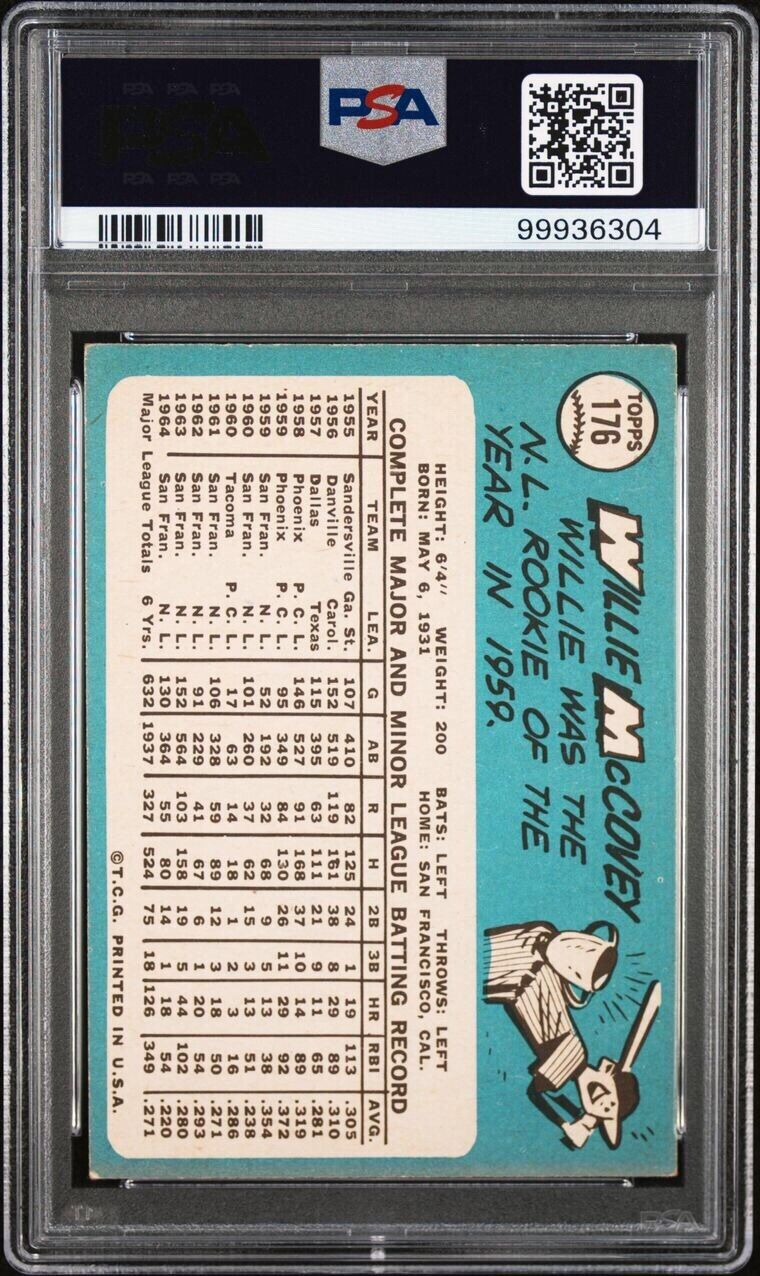 PSA
99936304
TOPPS
176
WILLIE McCOVEY
WILLIE WAS THE
N.L. ROOKIE OF THE
YEAR IN 1959.
HEIGHT: 6'4" WEIGHT: 200 BATS: LEFT THROWS: LEFT
BORN: MAY 6, 1931 HOME: SAN FRANCISCO, CAL.
COMPLETE MAJOR AND MINOR LEAGUE BATTING RECORD
YEAR TEAM LEA. G AB R H 2B 3B HR RBI AVG.
1955 Sandersville Ga. St. 107 410 82 125 24 1 19 113 .305
1956 Danville Carol. 152 519 119 161 38 8 29 89 .310
1957 Dallas Texas 115 395 63 111 21 9 11 65 .281
1958 Phoenix P. C. L. 146 527 91 168 37 10 14 89 .319
1959 Phoenix P. C. L. 95 349 84 130 26 11 29 92 .372
1959 San Fran. N. L. 52 192 32 68 9 5 13 38 .354
1960 San Fran. N. L. 101 260 37 62 15 3 13 51 .238
1960 Tacoma P. C. L. 17 63 14 18 1 2 3 16 .286
1961 San Fran. N. L. 106 328 59 89 12 3 18 50 .271
1962 San Fran. N. L. 91 229 41 67 6 1 20 54 .293
1963 San Fran. N. L. 152 564 103 158 19 5 44 102 .280
1964 San Fran. N. L. 130 364 55 80 14 1 18 54 .220
Major League Totals 6 Yrs. 632 1937 327 524 75 18 126 349 .271
©T.C.G. PRINTED IN U.S.A.
PSA